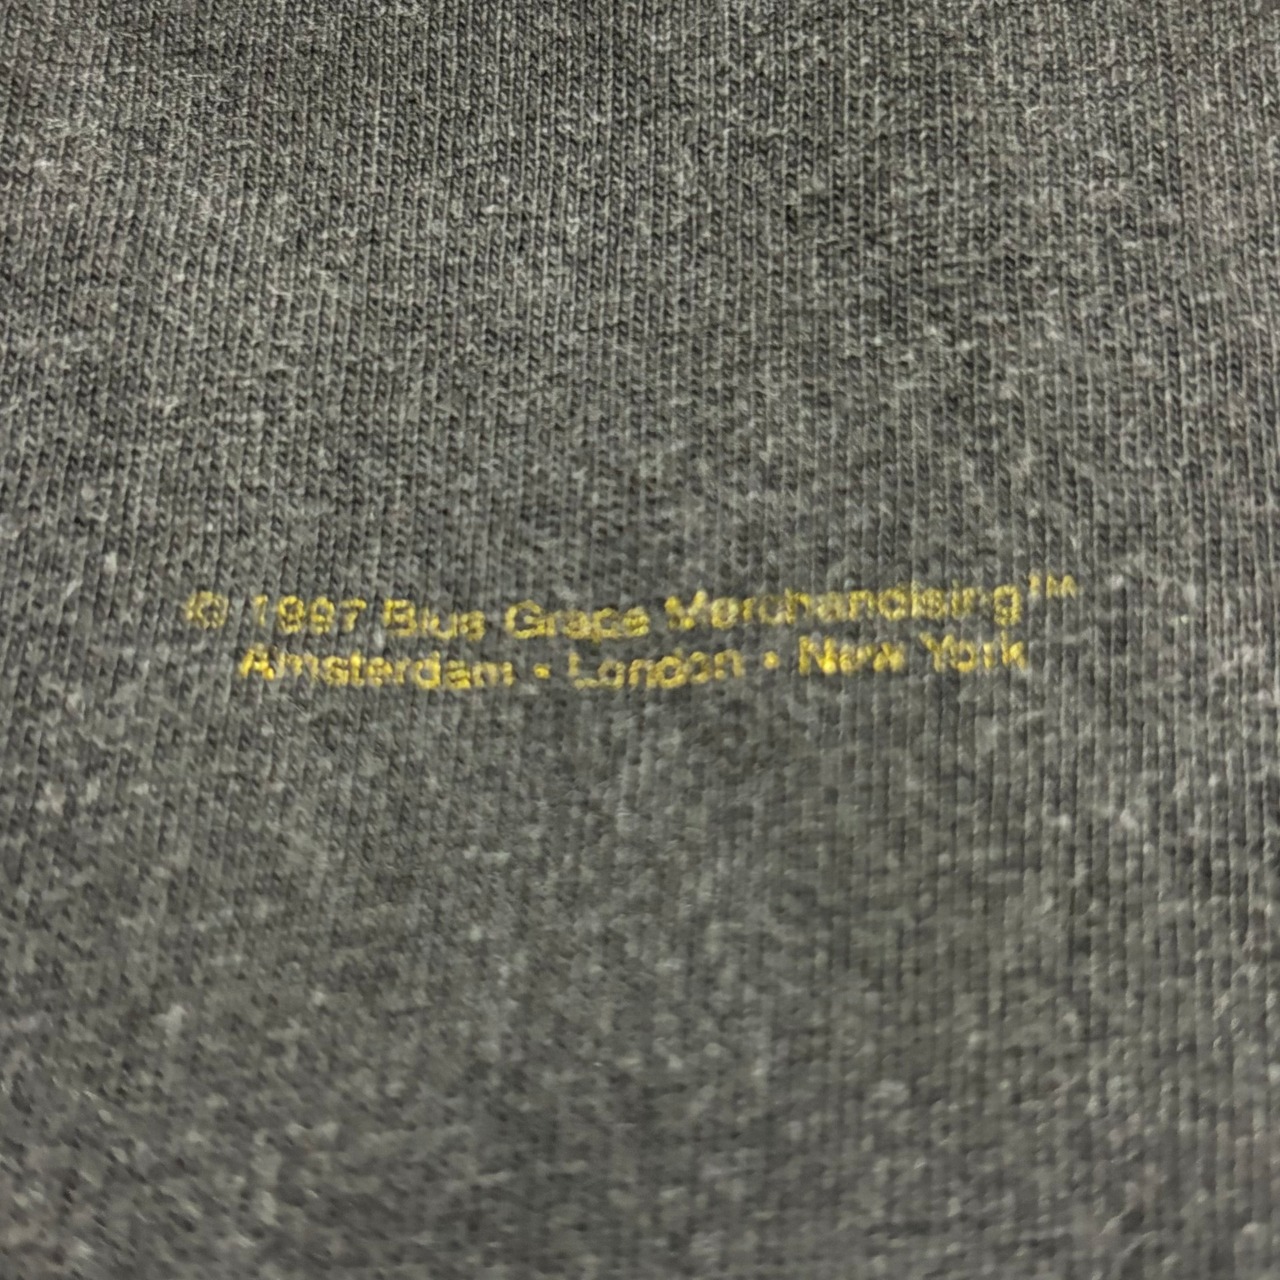 © 1997 Blue Grape Merchandising™
Amsterdam • London • New York